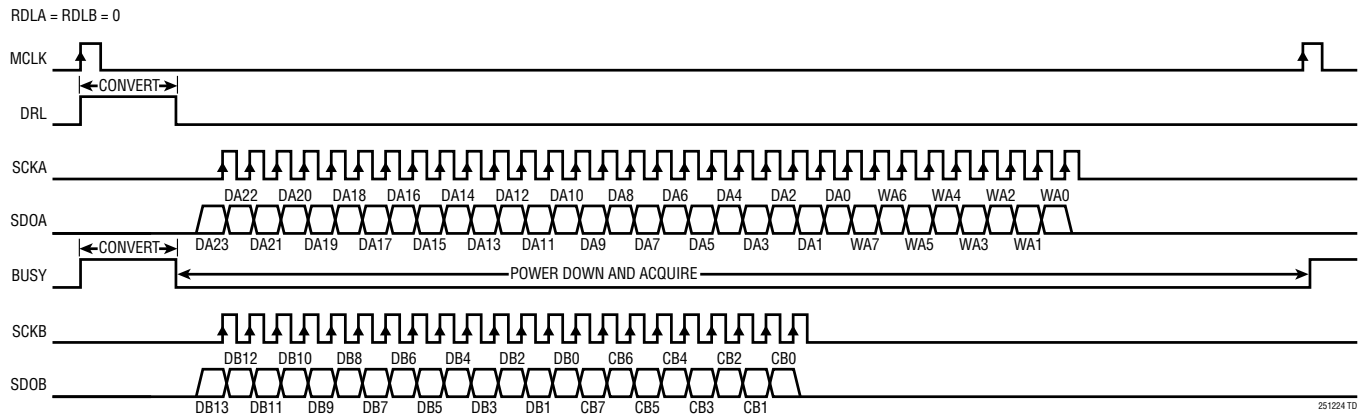 RDLA = RDLB = 0
MCLK
CONVERT
DRL
SCKA
DA22 DA20 DA18 DA16 DA14 DA12 DA10 DA8 DA6 DA4 DA2 DA0 WA6 WA4 WA2 WA0
SDOA
DA23 DA21 DA19 DA17 DA15 DA13 DA11 DA9 DA7 DA5 DA3 DA1 WA7 WA5 WA3 WA1
CONVERT
BUSY POWER DOWN AND ACQUIRE
SCKB
DB12 DB10 DB8 DB6 DB4 DB2 DB0 CB6 CB4 CB2 CB0
SDOB
DB13 DB11 DB9 DB7 DB5 DB3 DB1 CB7 CB5 CB3 CB1
251224 TD